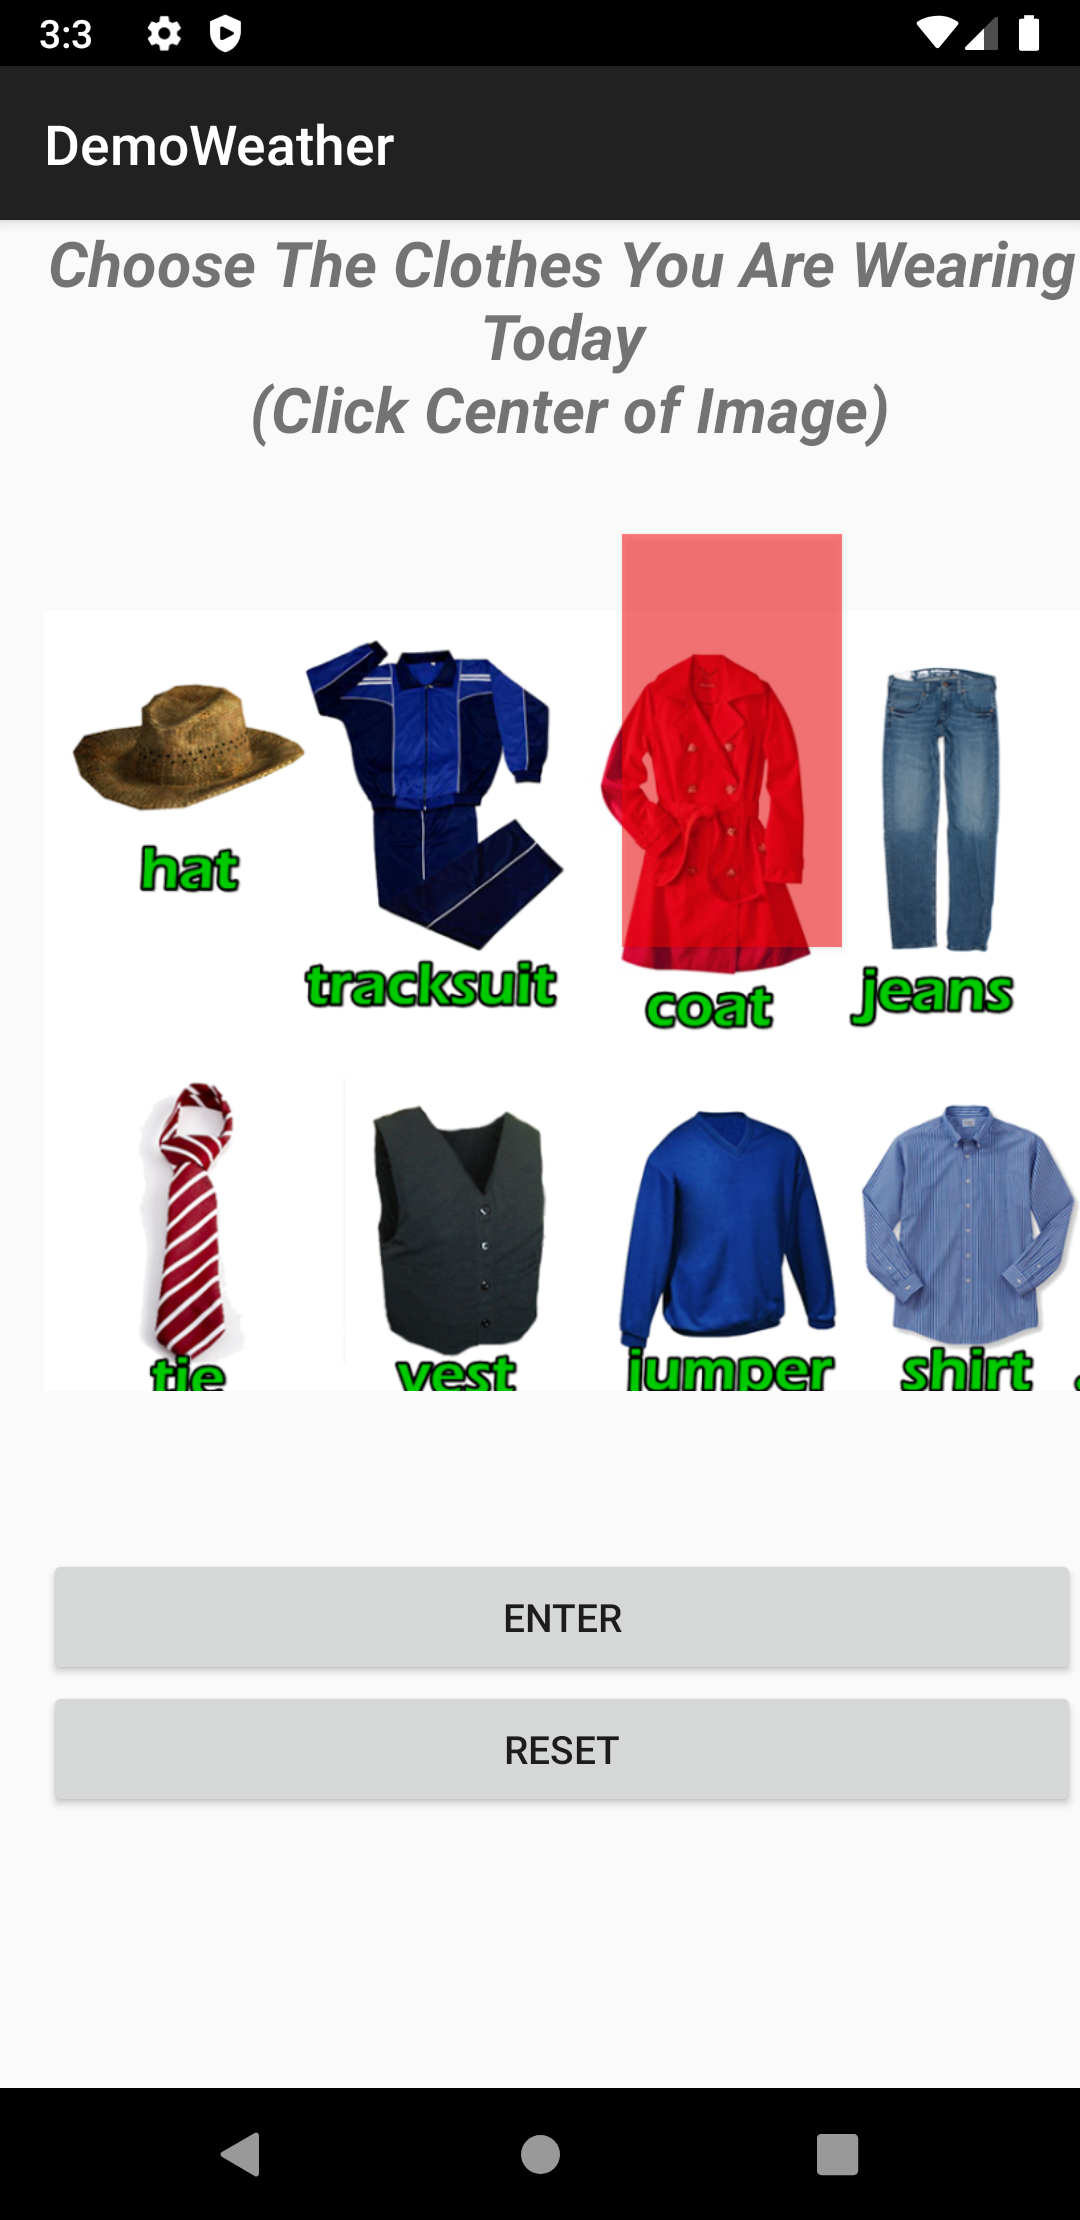 3:3
DemoWeather
Choose The Clothes You Are Wearing
Today
(Click Center of Image)
hat
tracksuit
coat
jeans
tie
vest
jumper
shirt
ENTER
RESET